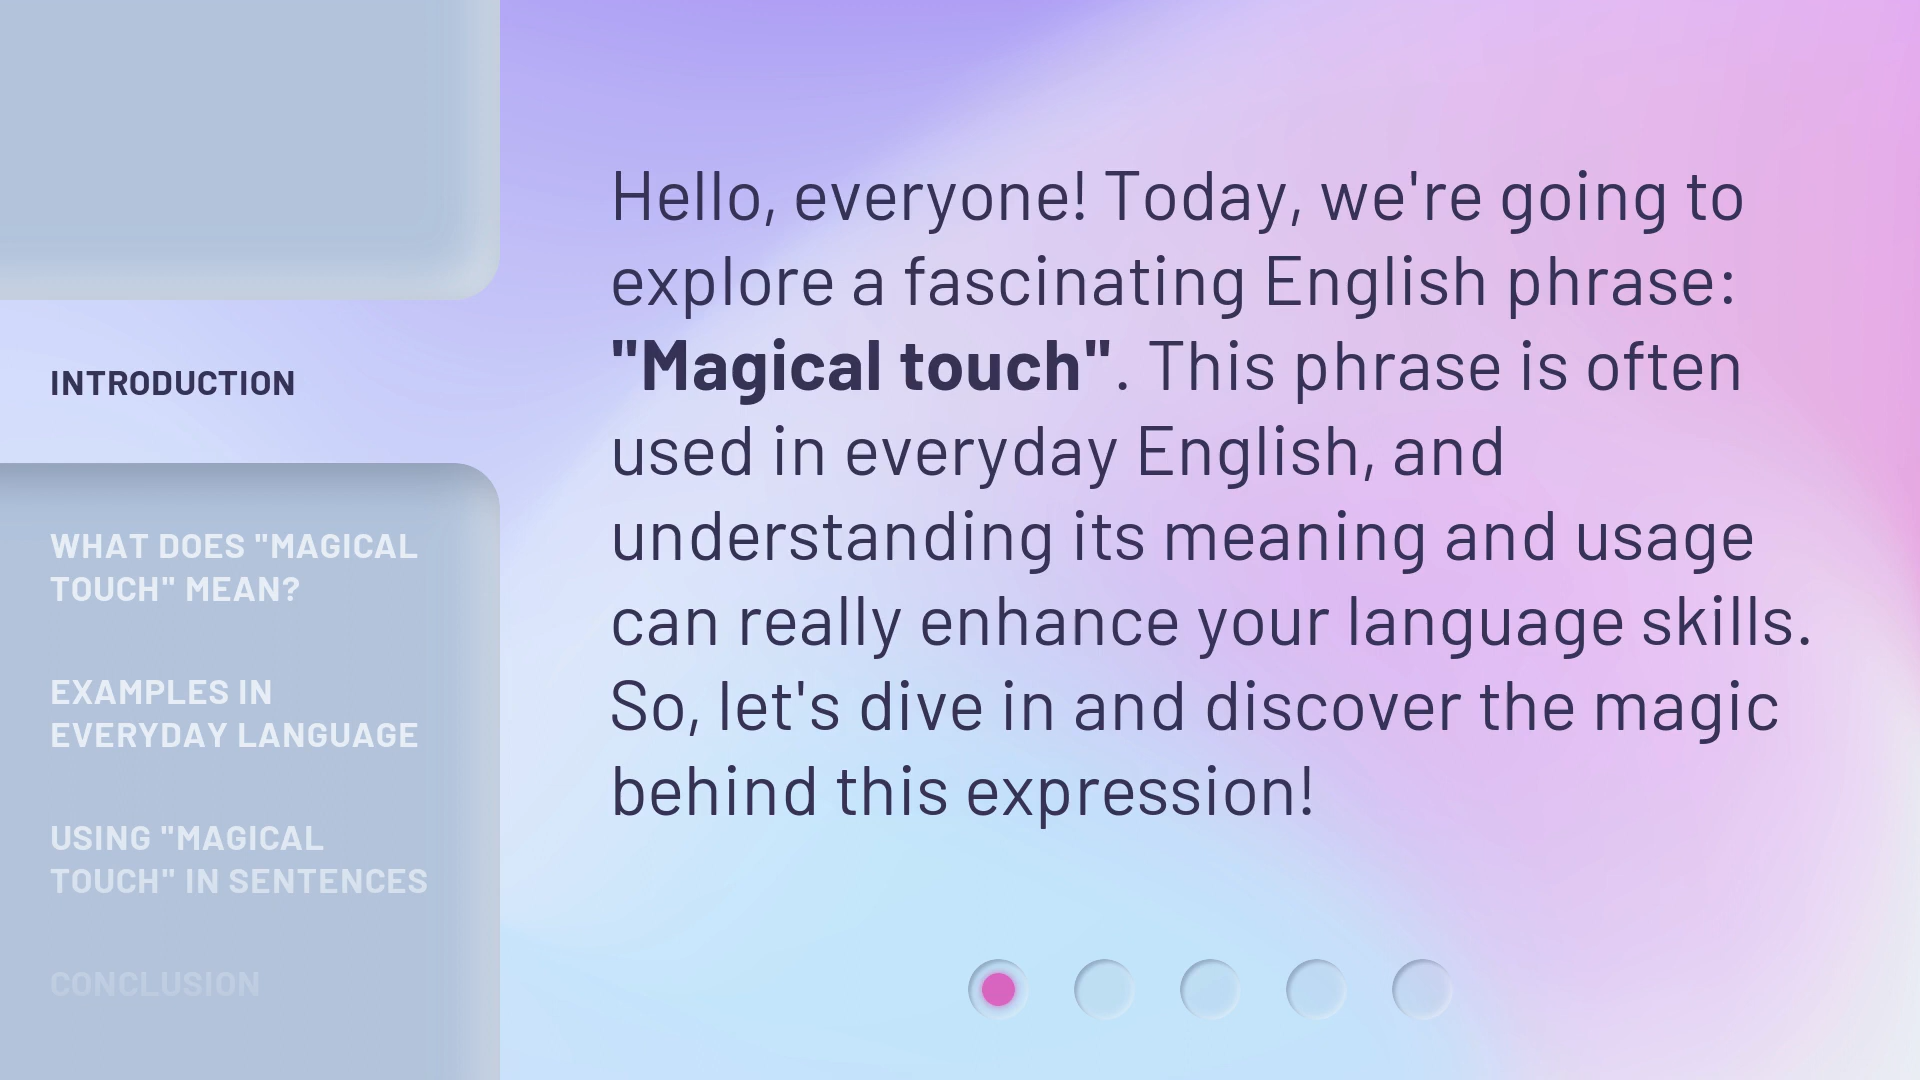 INTRODUCTION
WHAT DOES "MAGICAL
TOUCH" MEAN?
EXAMPLES IN
EVERYDAY LANGUAGE
USING "MAGICAL
TOUCH" IN SENTENCES
CONCLUSION
Hello, everyone! Today, we're going to
explore a fascinating English phrase:
"Magical touch". This phrase is often
used in everyday English, and
understanding its meaning and usage
can really enhance your language skills.
So, let's dive in and discover the magic
behind this expression!